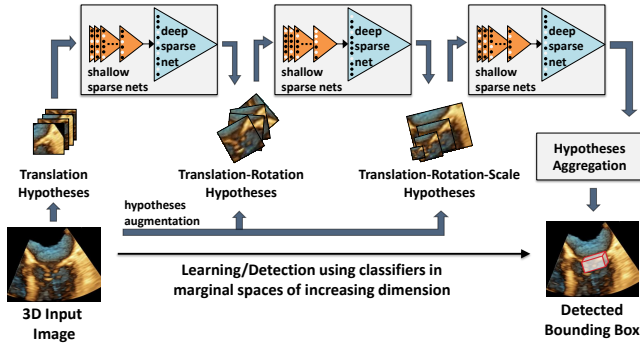 deep
sparse
net
shallow
sparse nets
deep
sparse
net
shallow
sparse nets
deep
sparse
net
shallow
sparse nets
Translation
Hypotheses
Translation-Rotation
Hypotheses
Translation-Rotation-Scale
Hypotheses
Hypotheses
Aggregation
hypotheses
augmentation
Learning/Detection using classifiers in
marginal spaces of increasing dimension
3D Input
Image
Detected
Bounding Box